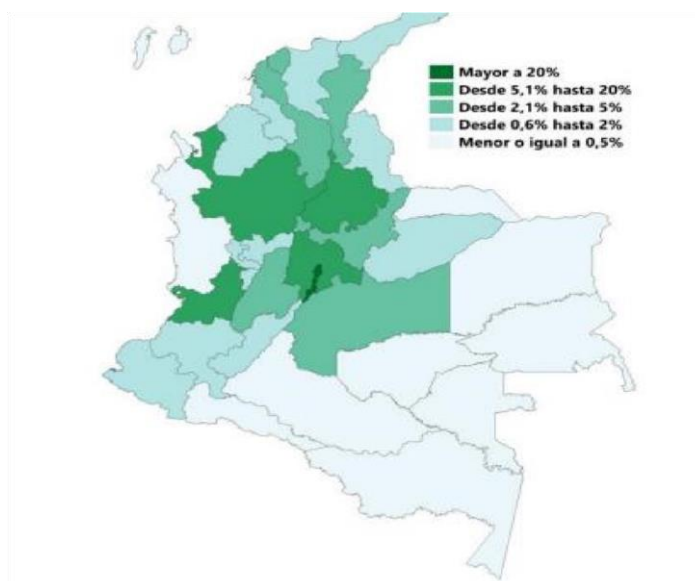 Mayor a 20%
Desde 5,1% hasta 20%
Desde 2,1% hasta 5%
Desde 0,6% hasta 2%
Menor o igual a 0,5%